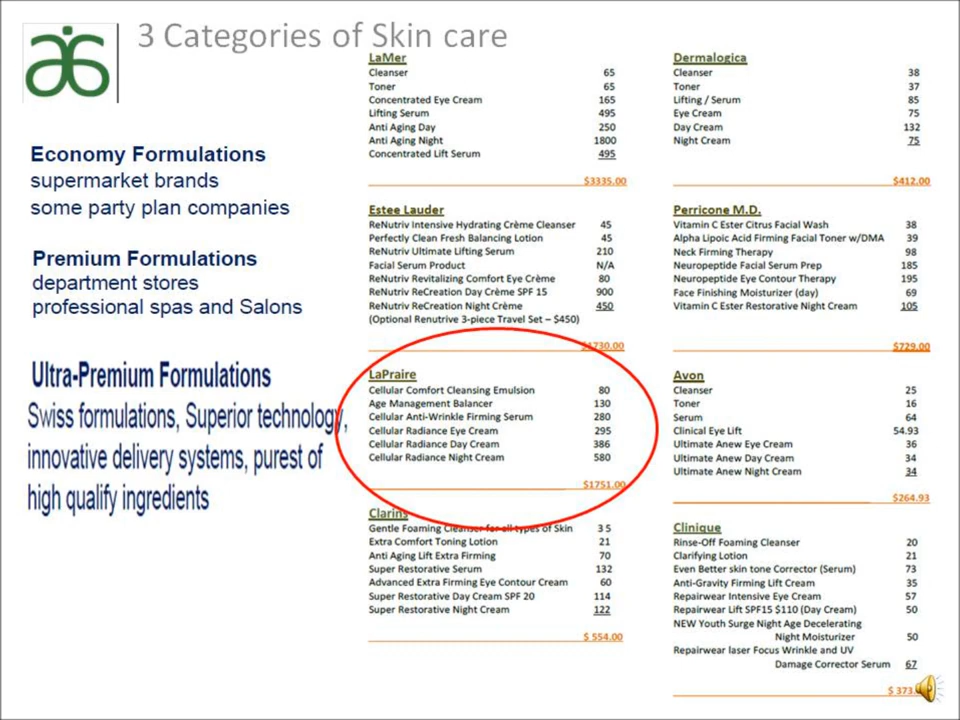 3 Categories of Skin care
Economy Formulations
supermarket brands
some party plan companies
Premium Formulations
department stores
professional spas and Salons
Ultra-Premium Formulations
Swiss formulations, Superior technology,
innovative delivery systems, purest of
high qualify ingredients
LaMer
Cleanser 65
Toner 65
Concentrated Eye Cream 165
Lifting Serum 495
Anti Aging Day 250
Anti Aging Night 1800
Concentrated Lift Serum 495
$3335.00
Estee Lauder
ReNutriv Intensive Hydrating Crème Cleanser 45
Perfectly Clean Fresh Balancing Lotion 45
ReNutriv Ultimate Lifting Serum 210
Facial Serum Product N/A
ReNutriv Revitalizing Comfort Eye Crème 80
ReNutriv ReCreation Day Crème SPF 15 900
ReNutriv ReCreation Night Crème 450
(Optional Renutrive 3-piece Travel Set – $450)
$1730.00
LaPraire
Cellular Comfort Cleansing Emulsion 80
Age Management Balancer 130
Cellular Anti-Wrinkle Firming Serum 280
Cellular Radiance Eye Cream 295
Cellular Radiance Day Cream 386
Cellular Radiance Night Cream 580
$1751.00
Clarins
Gentle Foaming Cleanser for all types of Skin 3 5
Extra Comfort Toning Lotion 21
Anti Aging Lift Extra Firming 70
Super Restorative Serum 132
Advanced Extra Firming Eye Contour Cream 60
Super Restorative Day Cream SPF 20 114
Super Restorative Night Cream 122
$ 554.00
Dermalogica
Cleanser 38
Toner 37
Lifting / Serum 85
Eye Cream 75
Day Cream 132
Night Cream 75
$412.00
Perricone M.D.
Vitamin C Ester Citrus Facial Wash 38
Alpha Lipoic Acid Firming Facial Toner w/DMA 39
Neck Firming Therapy 98
Neuropeptide Facial Serum Prep 185
Neuropeptide Eye Contour Therapy 195
Face Finishing Moisturizer (day) 69
Vitamin C Ester Restorative Night Cream 105
$729.00
Avon
Cleanser 25
Toner 16
Serum 64
Clinical Eye Lift 54.93
Ultimate Anew Eye Cream 36
Ultimate Anew Day Cream 34
Ultimate Anew Night Cream 34
$264.93
Clinique
Rinse-Off Foaming Cleanser 20
Clarifying Lotion 21
Even Better skin tone Corrector (Serum) 73
Anti-Gravity Firming Lift Cream 35
Repairwear Intensive Eye Cream 57
Repairwear Lift SPF15 $110 (Day Cream) 50
NEW Youth Surge Night Age Decelerating
Night Moisturizer 50
Repairwear laser Focus Wrinkle and UV
Damage Corrector Serum 67
$ 373